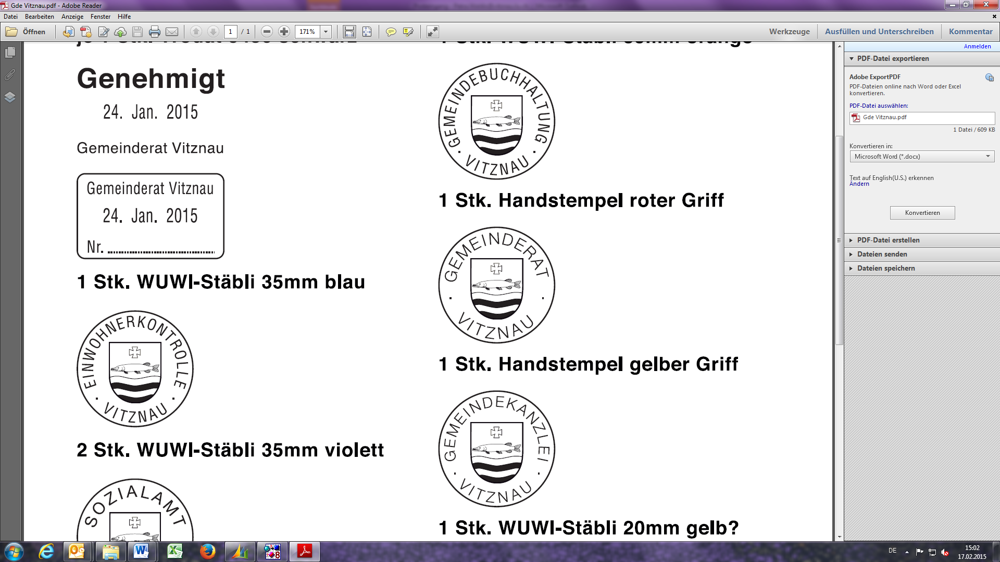 Gde Vitznau.pdf - Adobe Reader
Datei Bearbeiten Anzeige Fenster Hilfe
Öffnen 1 / 1 171% Werkzeuge Ausfüllen und Unterschreiben Kommentar
Genehmigt
24. Jan. 2015
Gemeinderat Vitznau
Gemeinderat Vitznau
24. Jan. 2015
Nr.
1 Stk. WUWI-Stäbli 35mm blau
EINWOHNERKONTROLLE
· VITZNAU ·
2 Stk. WUWI-Stäbli 35mm violett
SOZIALAMT
GEMEINDEBUCHHALTUNG
· VITZNAU ·
1 Stk. Handstempel roter Griff
GEMEINDERAT
· VITZNAU ·
1 Stk. Handstempel gelber Griff
GEMEINDEKANZLEI
· VITZNAU ·
1 Stk. WUWI-Stäbli 20mm gelb?
Anmelden
PDF-Datei exportieren
Adobe ExportPDF
PDF-Dateien online nach Word oder Excel
konvertieren.
PDF-Datei auswählen:
Gde Vitznau.pdf
1 Datei / 609 KB
Konvertieren in:
Microsoft Word (*.docx)
Text auf English(U.S.) erkennen
Ändern
Konvertieren
PDF-Datei erstellen
Dateien senden
Dateien speichern
DE
15:02
17.02.2015